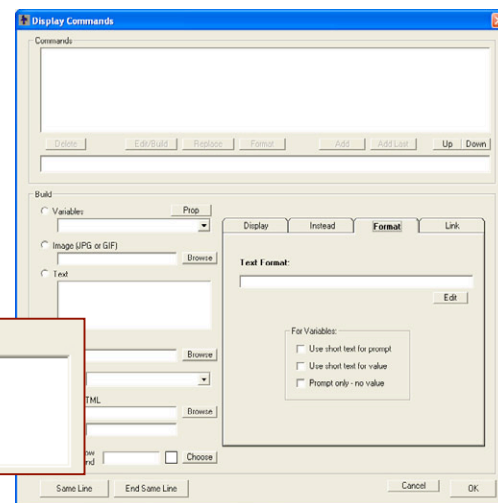 Display Commands
Commands
Delete Edit/Build Replace Format Add Add Last Up Down
Build
Variables Prop
Image (JPG or GIF)
Browse
Text
Browse
TML
Browse
ow
nd
Choose
Display Instead Format Link
Text Format:
Edit
For Variables:
Use short text for prompt
Use short text for value
Prompt only - no value
Same Line End Same Line Cancel OK